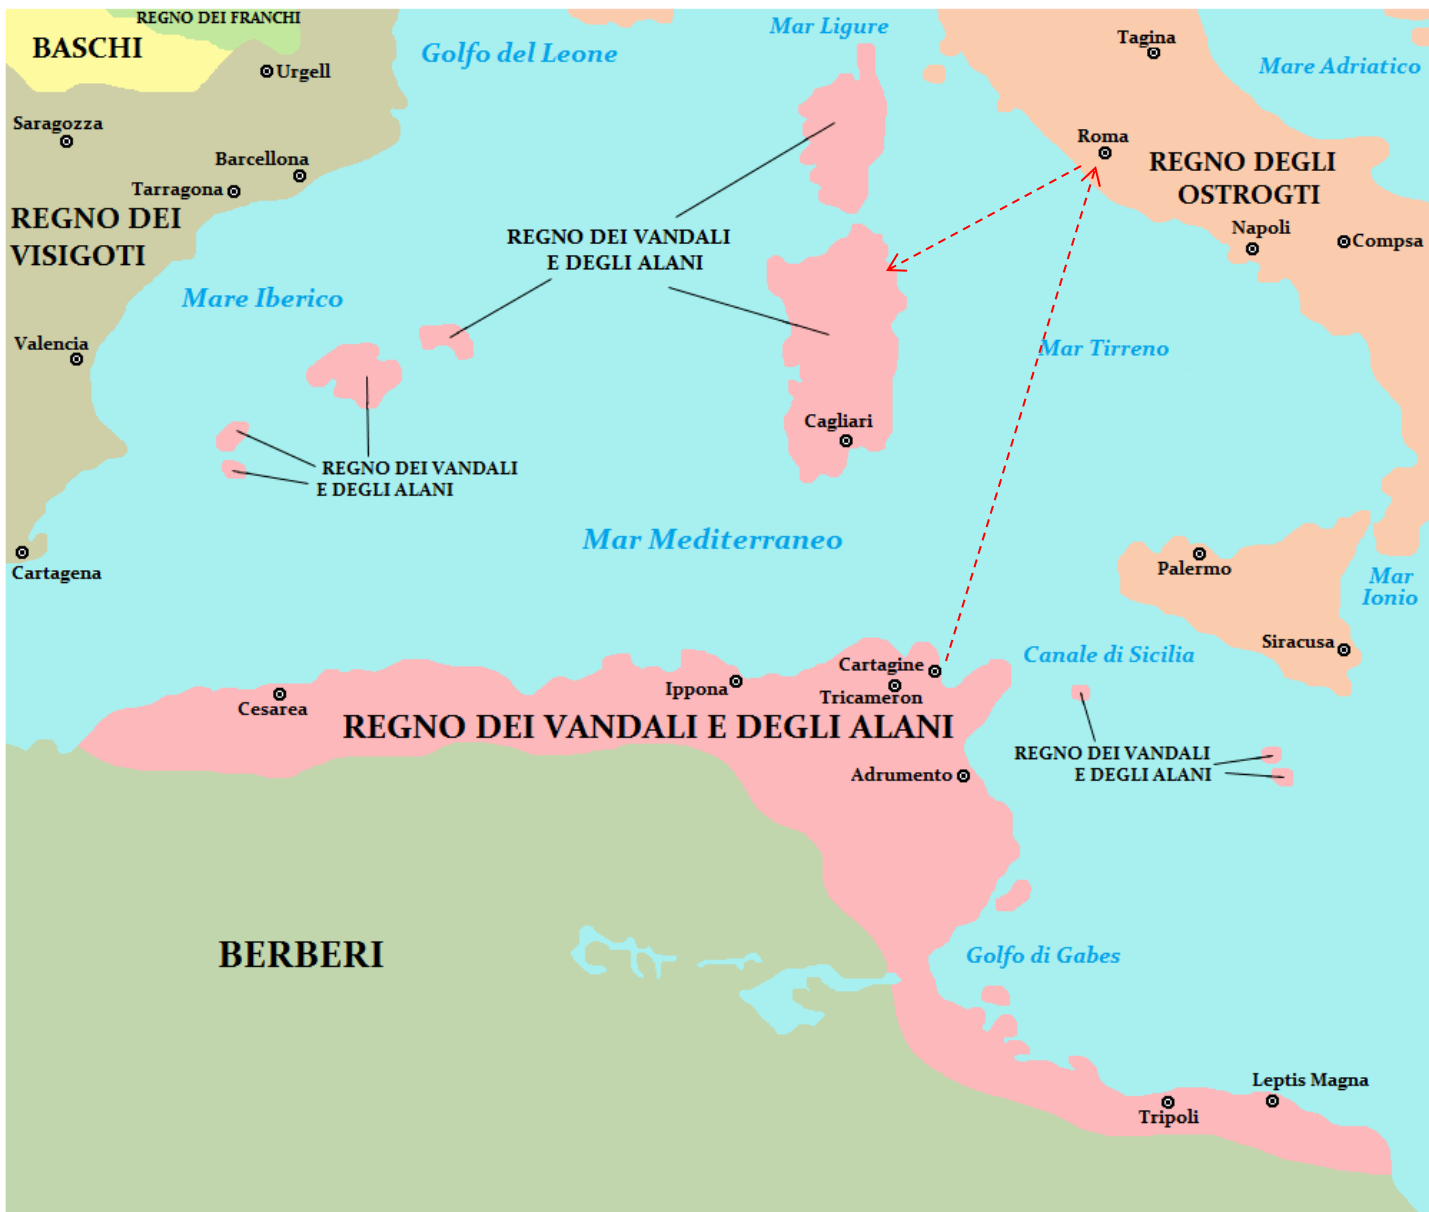 REGNO DEI FRANCHI
BASCHI
Urgell
Golfo del Leone
Mar Ligure
Tagina
Mare Adriatico
Saragozza
Barcellona
Tarragona
Roma
REGNO DEGLI
OSTROGTI
REGNO DEI
VISIGOTI
REGNO DEI VANDALI
E DEGLI ALANI
Napoli
Compsa
Mare Iberico
Valencia
Mar Tirreno
Cagliari
REGNO DEI VANDALI
E DEGLI ALANI
Mar Mediterraneo
Cartagena
Palermo
Mar
Ionio
Siracusa
Canale di Sicilia
Cartagine
Ippona
Tricameron
Cesarea
REGNO DEI VANDALI E DEGLI ALANI
REGNO DEI VANDALI
E DEGLI ALANI
Adrumento
BERBERI
Golfo di Gabes
Leptis Magna
Tripoli